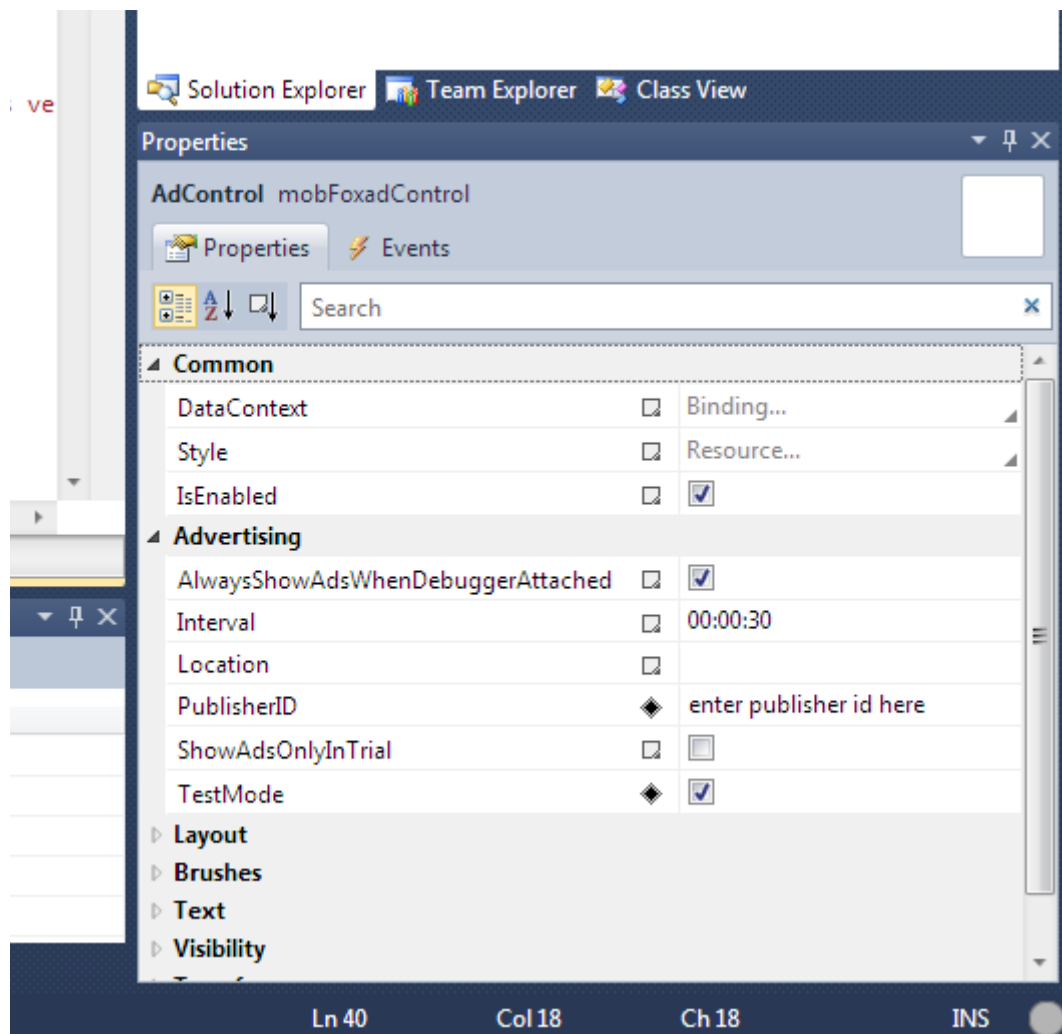 s ve
Solution Explorer Team Explorer Class View
Properties
AdControl mobFoxadControl
Properties Events
Search
Common
DataContext Binding...
Style Resource...
IsEnabled
Advertising
AlwaysShowAdsWhenDebuggerAttached
Interval 00:00:30
Location
PublisherID enter publisher id here
ShowAdsOnlyInTrial
TestMode
Layout
Brushes
Text
Visibility
Ln 40 Col 18 Ch 18 INS